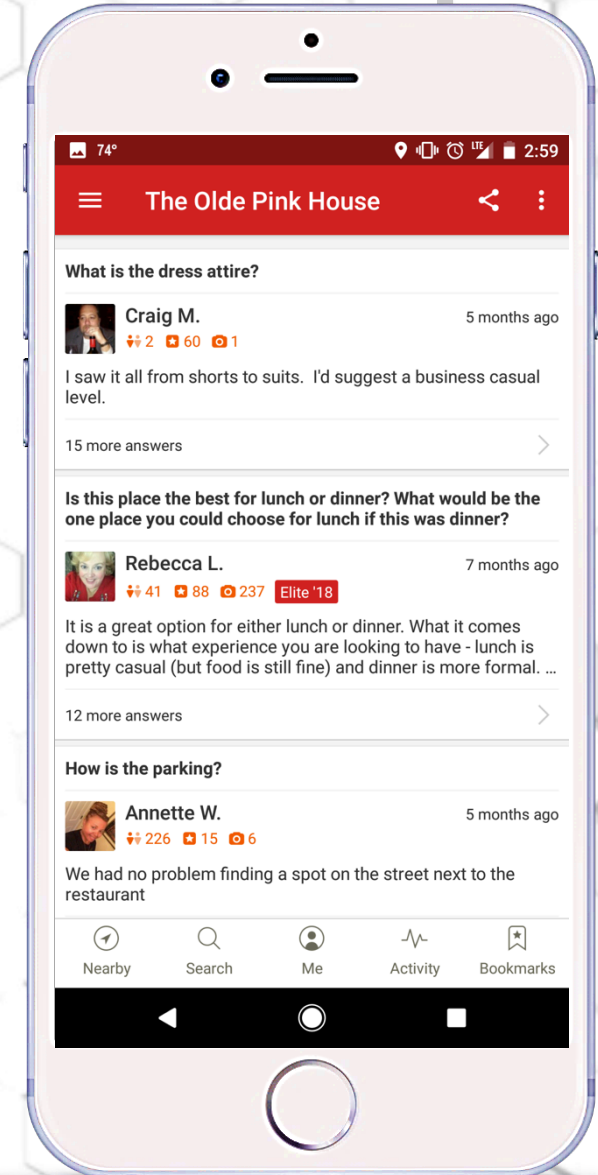 74°
LTE
2:59
The Olde Pink House
What is the dress attire?
Craig M.
5 months ago
2 60 1
I saw it all from shorts to suits.  I'd suggest a business casual
level.
15 more answers
Is this place the best for lunch or dinner? What would be the
one place you could choose for lunch if this was dinner?
Rebecca L.
7 months ago
41 88 237 Elite '18
It is a great option for either lunch or dinner. What it comes
down to is what experience you are looking to have - lunch is
pretty casual (but food is still fine) and dinner is more formal. ...
12 more answers
How is the parking?
Annette W.
5 months ago
226 15 6
We had no problem finding a spot on the street next to the
restaurant
Nearby Search Me Activity Bookmarks